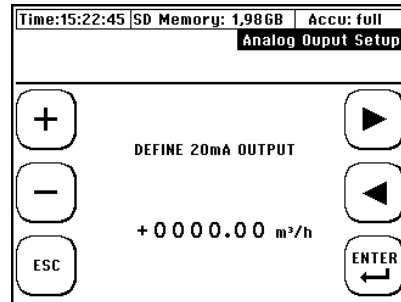 Time:15:22:45 SD Memory: 1,98GB Accu: full
Analog Ouput Setup
+
DEFINE 20mA OUTPUT
−
+0000.00 m³/h
ESC
ENTER